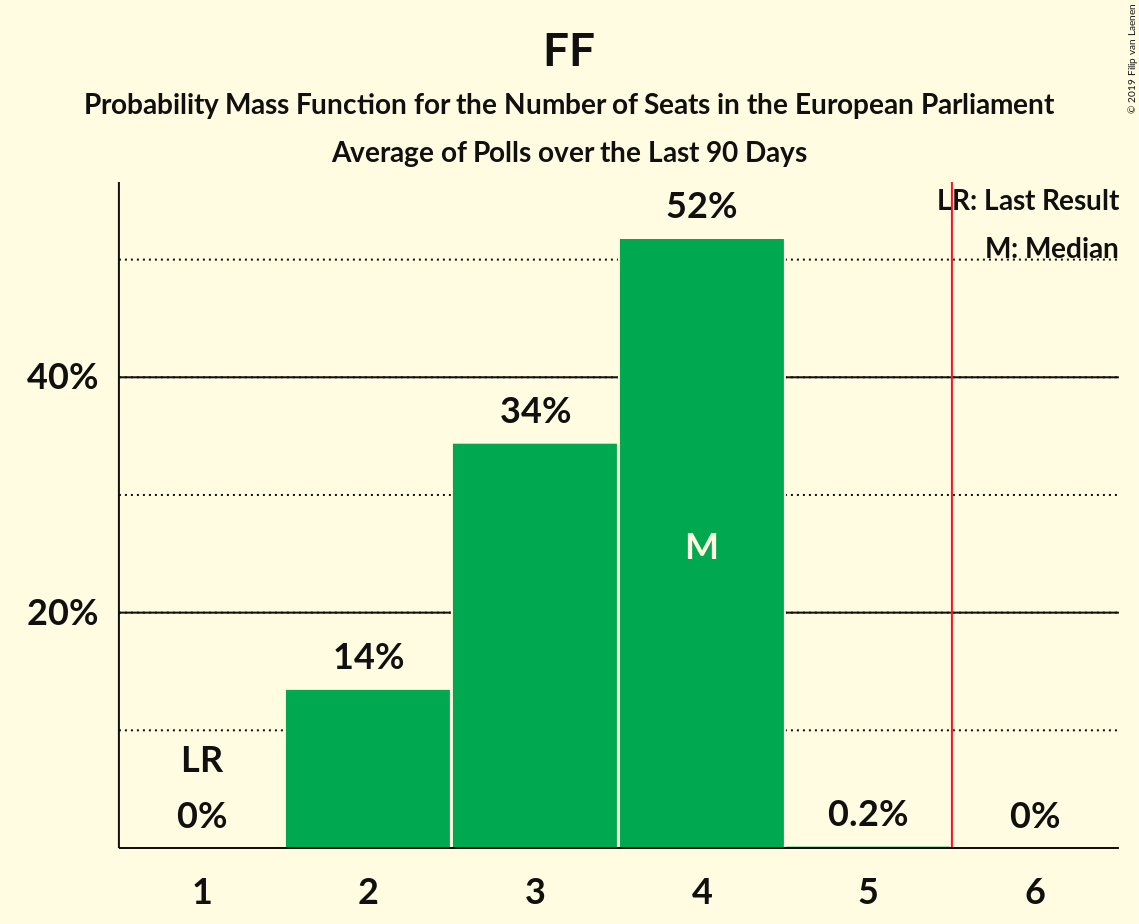 FF
Probability Mass Function for the Number of Seats in the European Parliament
Average of Polls over the Last 90 Days
© 2019 Filip van Laenen
LR: Last Result
M: Median
52%
40%
34%
M
20%
14%
LR
0%
0.2%
0%
1 2 3 4 5 6